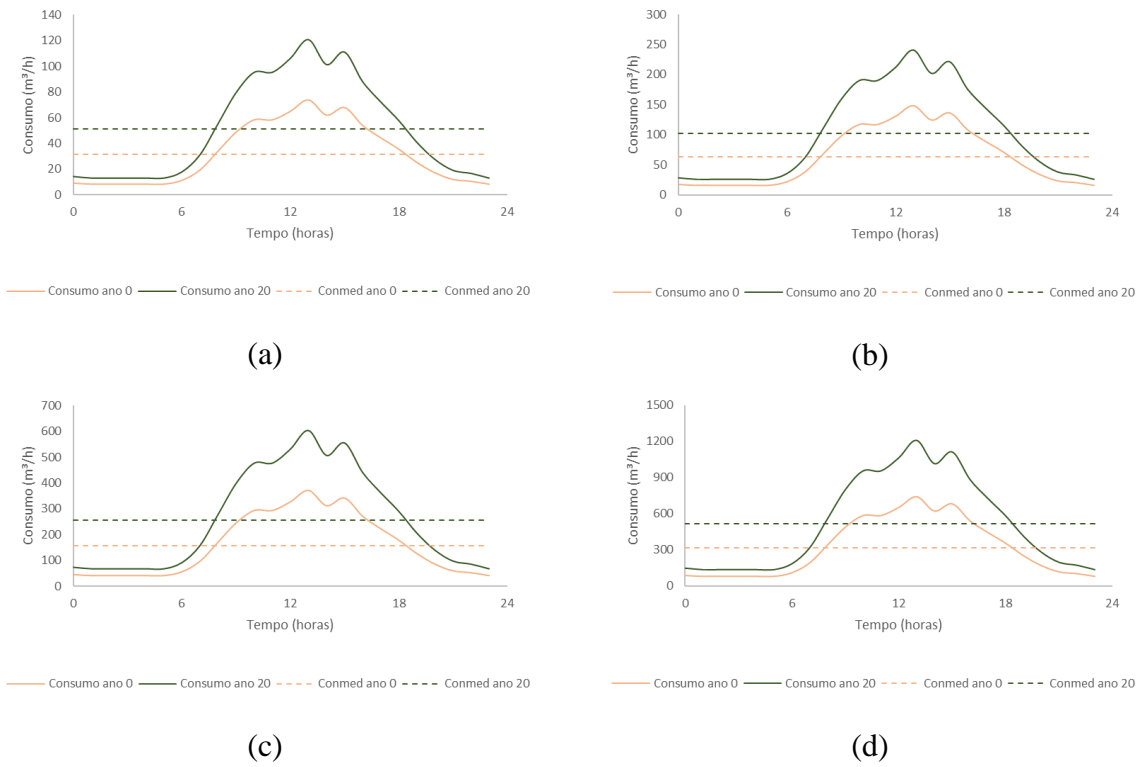 140
120
100
80
60
40
20
0
Consumo (m³/h)
0 6 12 18 24
Tempo (horas)
Consumo ano 0 Consumo ano 20 Conmed ano 0 Conmed ano 20
(a)
300
250
200
150
100
50
0
Consumo (m³/h)
0 6 12 18 24
Tempo (horas)
Consumo ano 0 Consumo ano 20 Conmed ano 0 Conmed ano 20
(b)
700
600
500
400
300
200
100
0
Consumo (m³/h)
0 6 12 18 24
Tempo (horas)
Consumo ano 0 Consumo ano 20 Conmed ano 0 Conmed ano 20
(c)
1500
1200
900
600
300
0
Consumo (m³/h)
0 6 12 18 24
Tempo (horas)
Consumo ano 0 Consumo ano 20 Conmed ano 0 Conmed ano 20
(d)